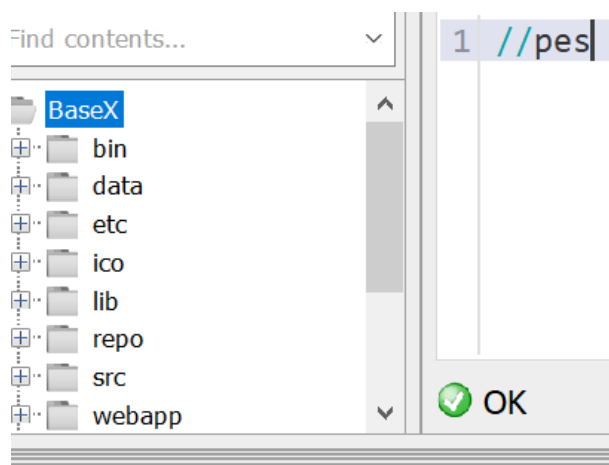 Find contents...
BaseX
bin
data
etc
ico
lib
repo
src
webapp
1 //pes
OK